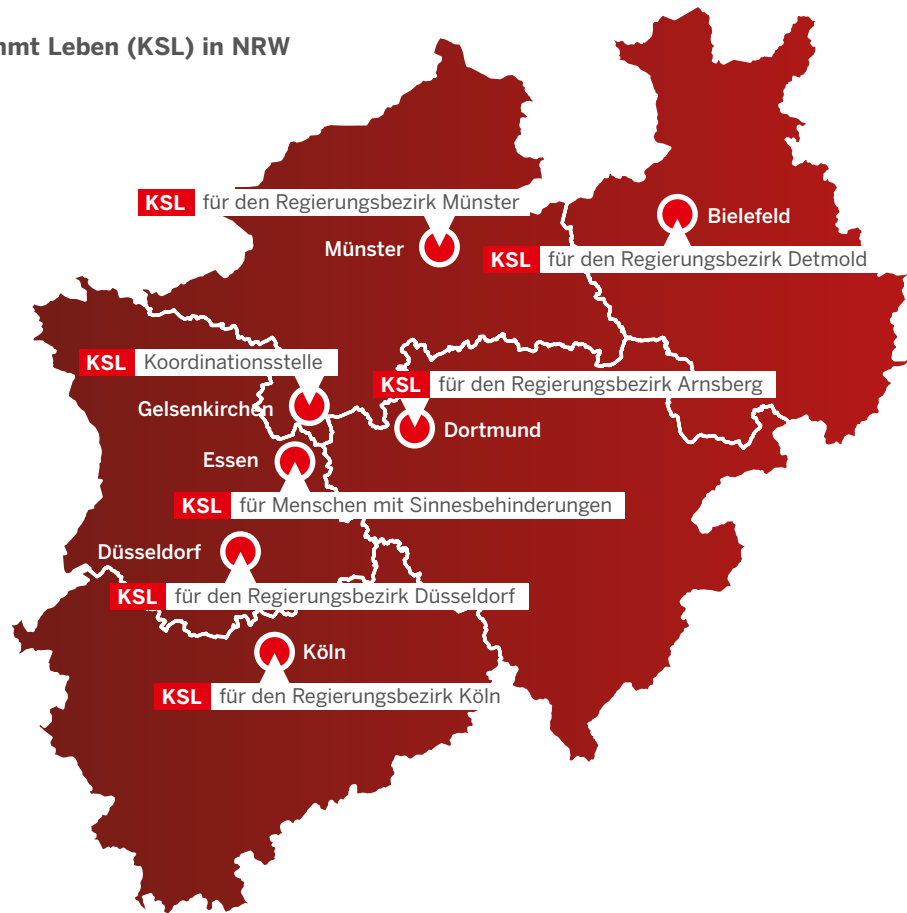 mmt Leben (KSL) in NRW
KSL für den Regierungsbezirk Münster
Münster
Bielefeld
KSL für den Regierungsbezirk Detmold
KSL Koordinationsstelle
Gelsenkirchen
KSL für den Regierungsbezirk Arnsberg
Dortmund
Essen
KSL für Menschen mit Sinnesbehinderungen
Düsseldorf
KSL für den Regierungsbezirk Düsseldorf
Köln
KSL für den Regierungsbezirk Köln